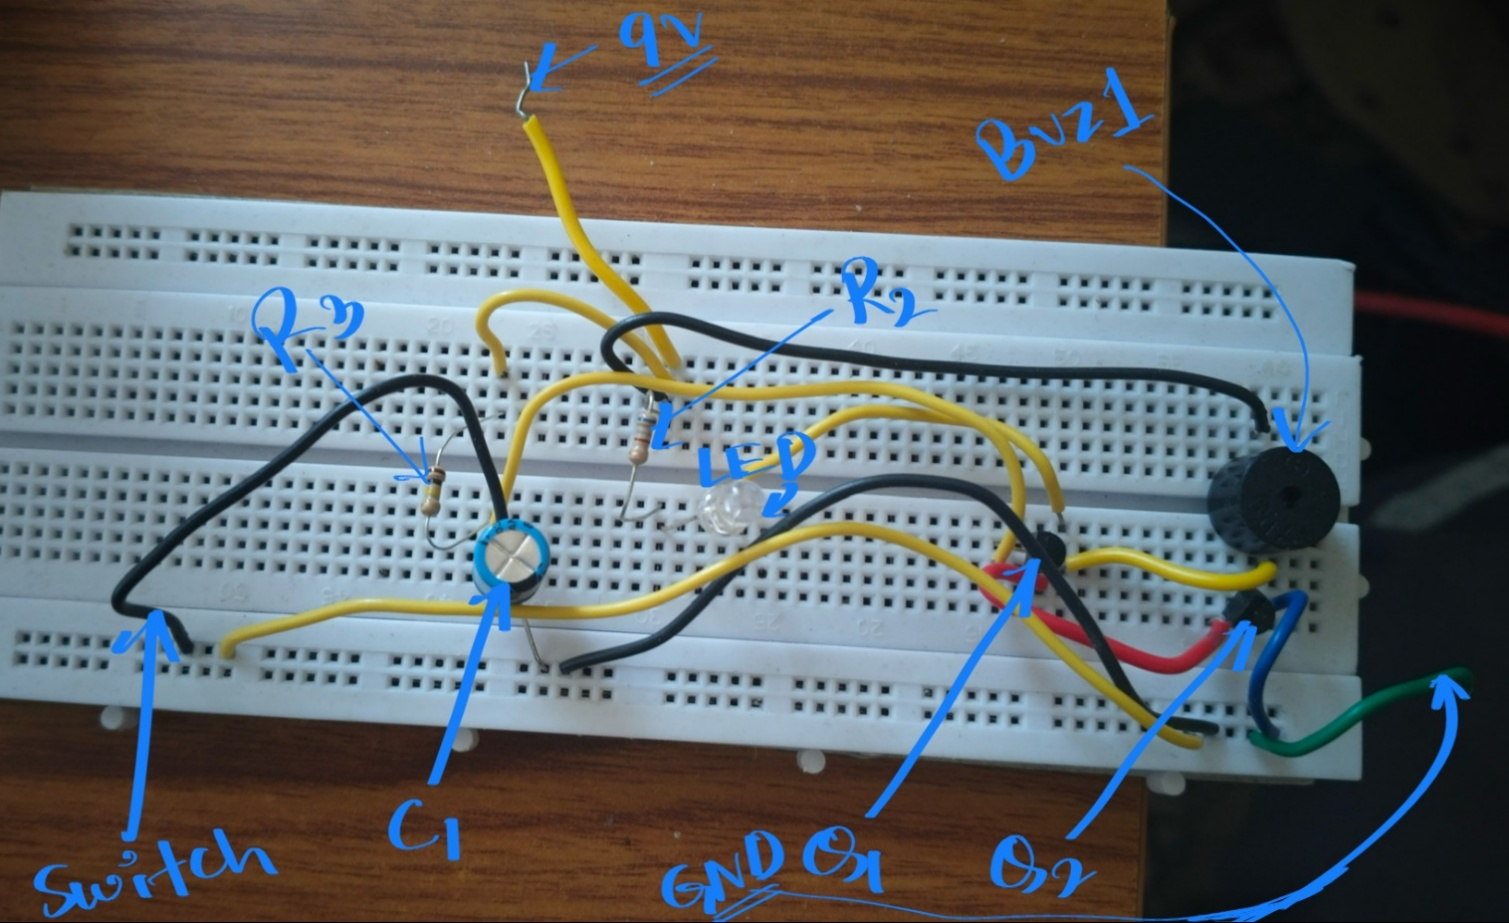 9V
Buz1
R3
R2
LED
Switch
C1
GND
Q1
Q2